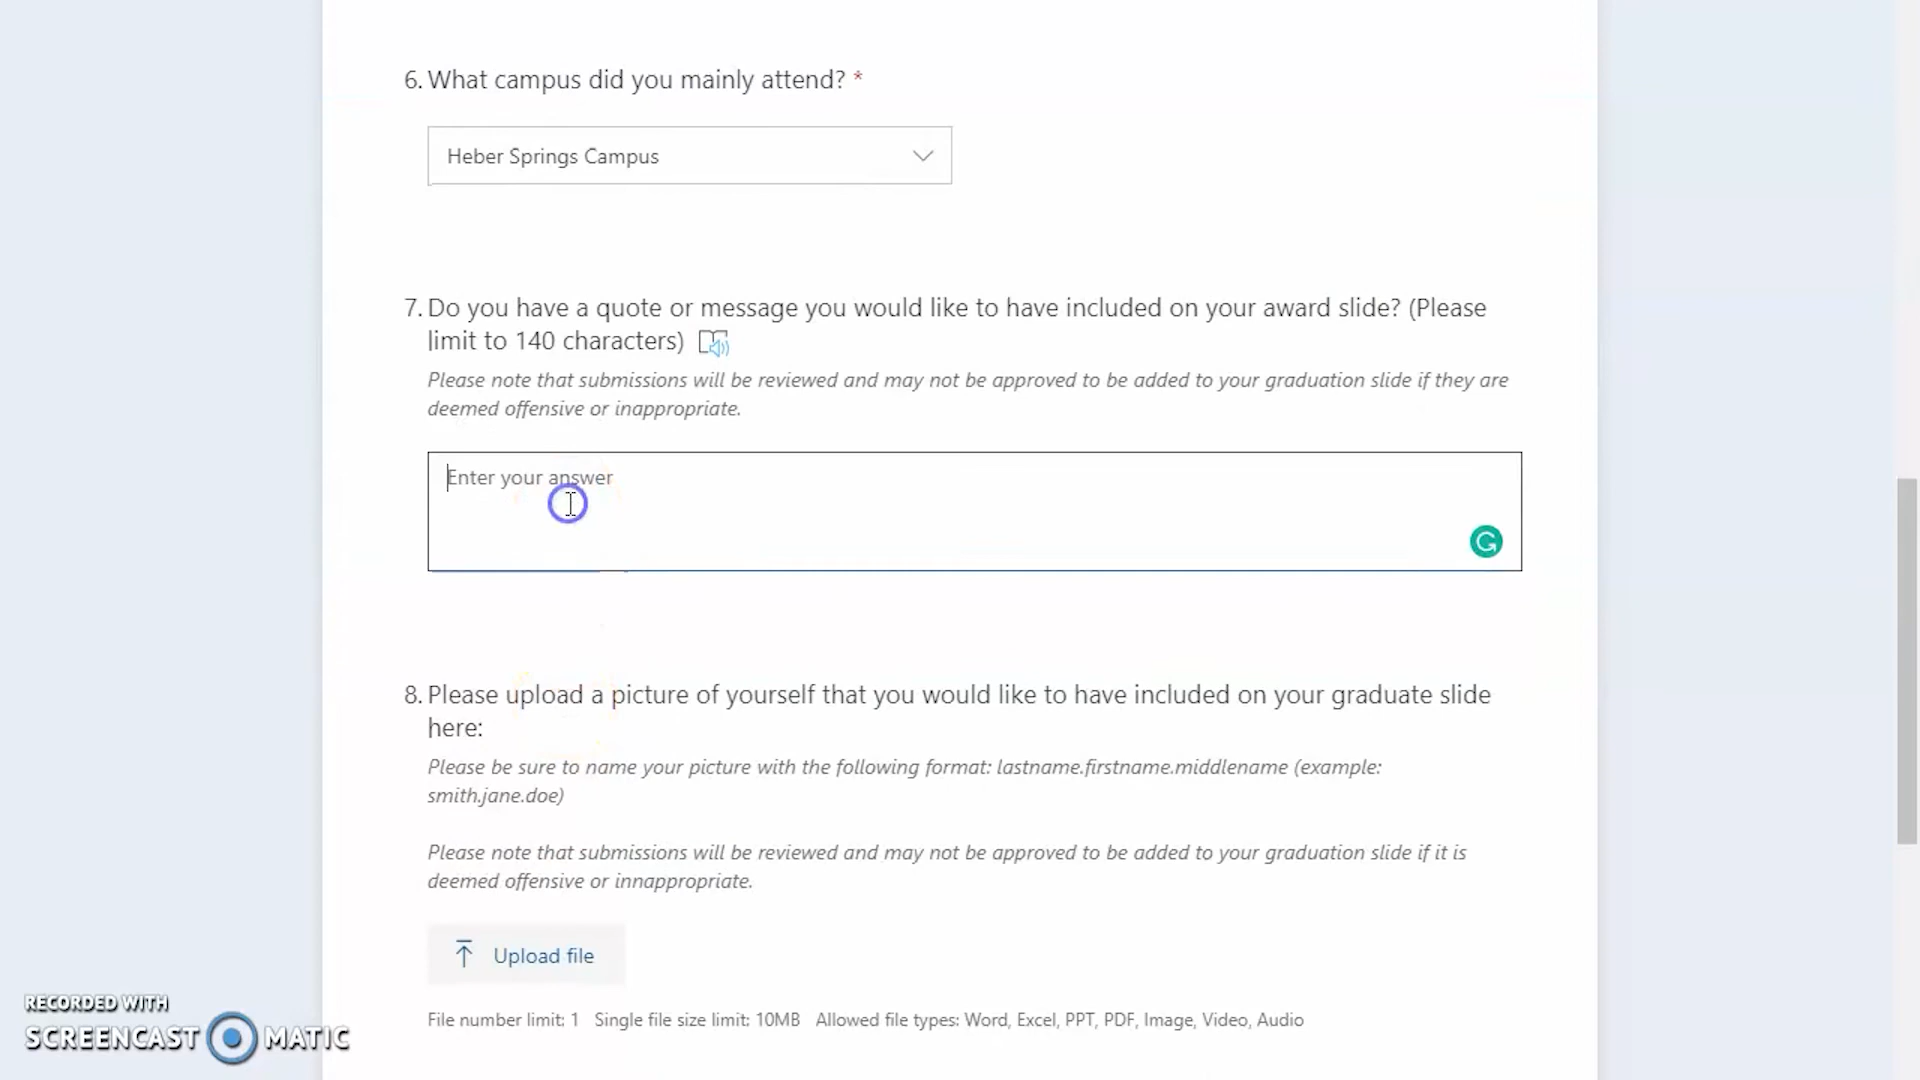 6. What campus did you mainly attend? *
Heber Springs Campus
7. Do you have a quote or message you would like to have included on your award slide? (Please
limit to 140 characters)
Please note that submissions will be reviewed and may not be approved to be added to your graduation slide if they are
deemed offensive or inappropriate.
Enter your answer
8. Please upload a picture of yourself that you would like to have included on your graduate slide
here:
Please be sure to name your picture with the following format: lastname.firstname.middlename (example:
smith.jane.doe)
Please note that submissions will be reviewed and may not be approved to be added to your graduation slide if it is
deemed offensive or innappropriate.
Upload file
File number limit: 1 Single file size limit: 10MB Allowed file types: Word, Excel, PPT, PDF, Image, Video, Audio
RECORDED WITH
SCREENCAST MATIC